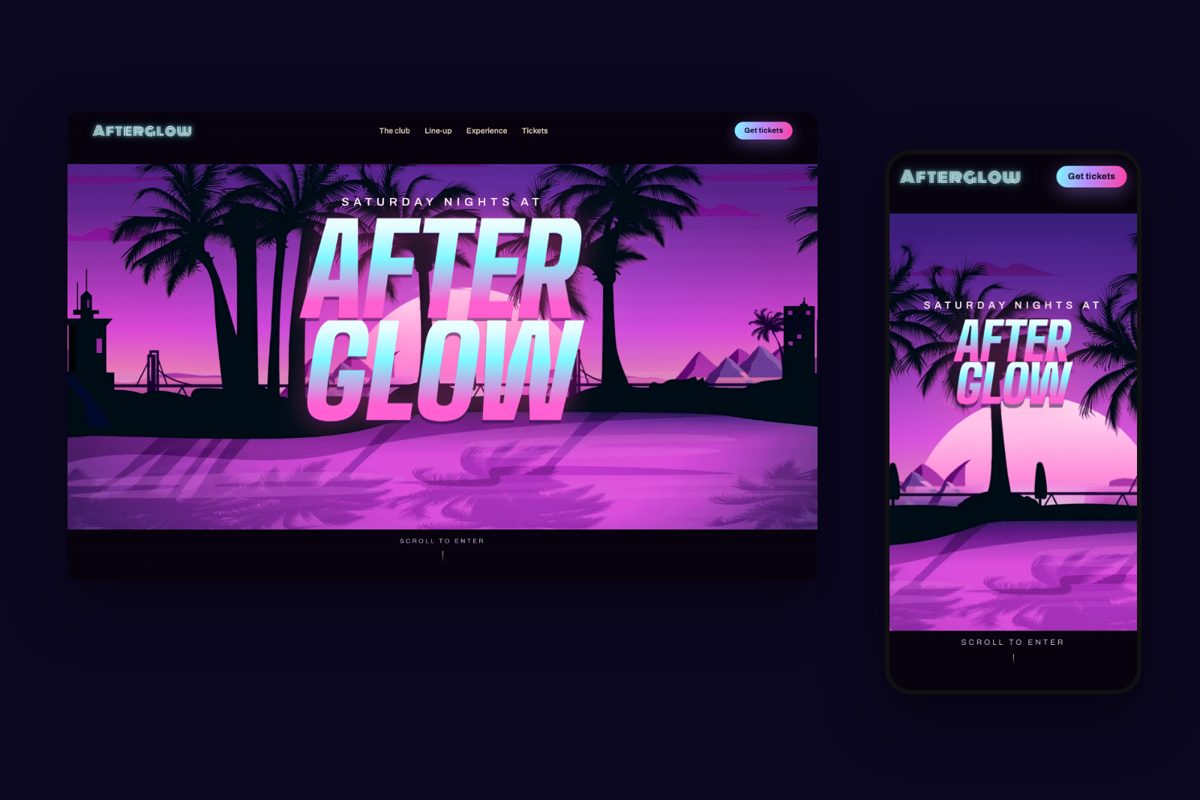 AFTERGLOW
The club Line-up Experience Tickets
Get tickets
SATURDAY NIGHTS AT
AFTER
GLOW
SCROLL TO ENTER
AFTERGLOW
Get tickets
SATURDAY NIGHTS AT
AFTER
GLOW
SCROLL TO ENTER